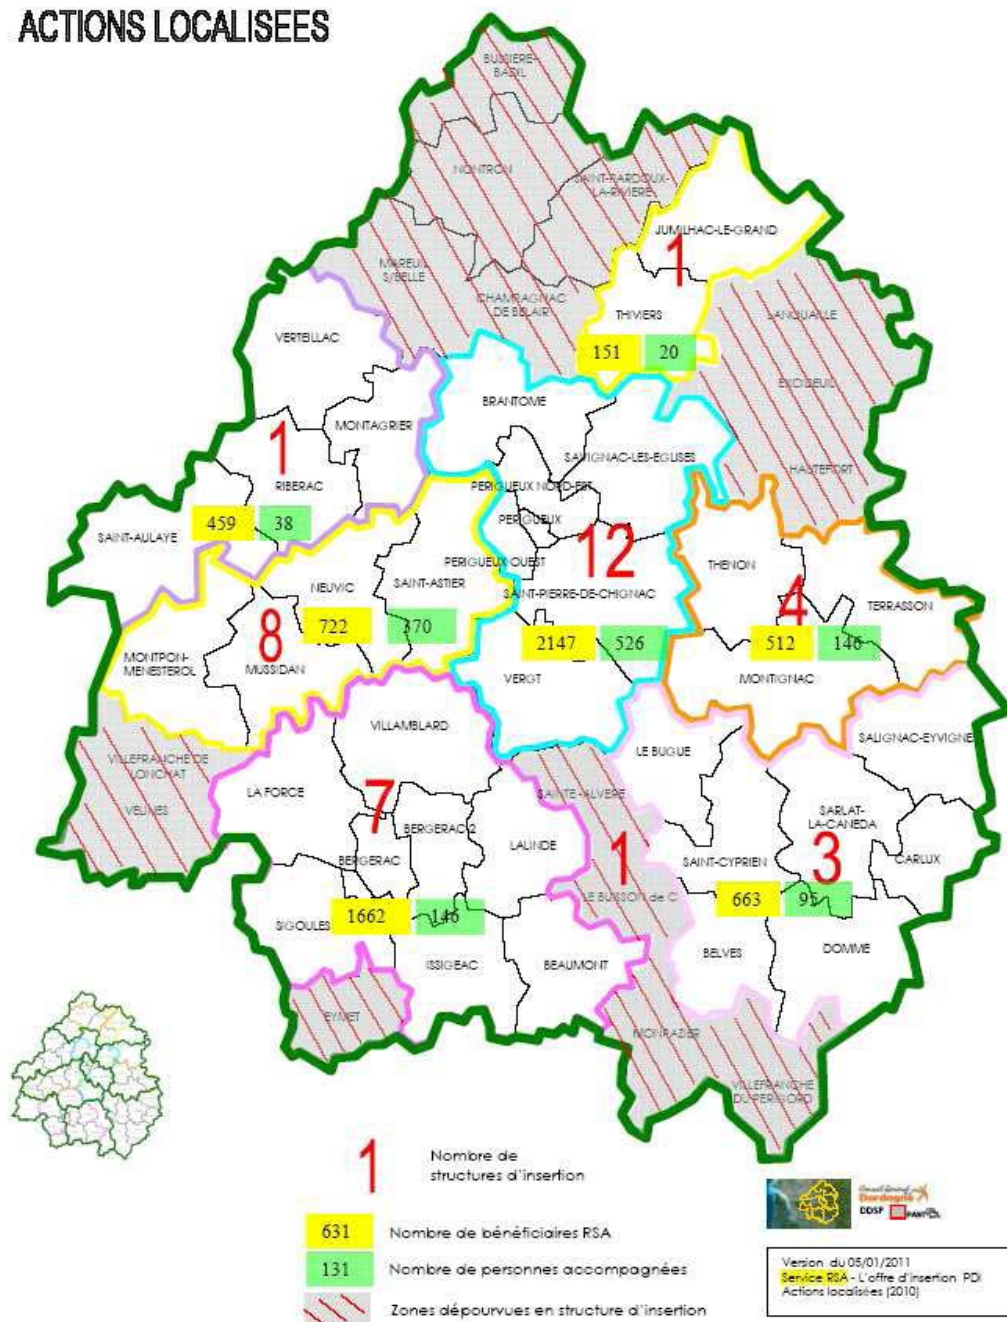 ACTIONS LOCALISEES
BUSSIERE-
BADIL
NONTRON
SAINT-PARDOUX-
LA-RIVIERE
JUMILHAC-LE-GRAND
1
MAREUIL
S/BELLE
CHAMPAGNAC
DE BELAIR
THIVIERS
LANOUAILLE
VERTEILLAC
151
20
EXCIDEUIL
BRANTOME
MONTAGRIER
1
SAVIGNAC-LES-EGLISES
HAUTEFORT
RIBERAC
PERIGUEUX NORD-EST
459
38
PERIGUEUX
SAINT-AULAYE
12
PERIGUEUX OUEST
THENON
NEUVIC
SAINT-ASTIER
SAINT-PIERRE-DE-CHIGNAC
4
TERRASSON
8
722
370
2147
526
512
146
MONTPON-
MENESTEROL
MUSSIDAN
VERGT
MONTIGNAC
VILLAMBLARD
SALIGNAC-EYVIGNE
LE BUGUE
VILLEFRANCHE DE
LONCHAT
LA FORCE
SAINTE-ALVERE
VELINES
7
SARLAT-
LA-CANEDA
BERGERAC 2
LALINDE
BERGERAC
1
SAINT-CYPRIEN
3
CARLUX
LE BUISSON de C
663
95
1662
146
SIGOULES
BELVES
DOMME
ISSIGEAC
BEAUMONT
EYMET
MONPAZIER
VILLEFRANCHE
DU PERIGORD
1
Nombre de
structures d'insertion
631
Nombre de bénéficiaires RSA
131
Nombre de personnes accompagnées
Zones dépourvues en structure d'insertion
Conseil Général
Dordogne
DDSP
Version du 05/01/2011
Service RSA - L'offre d'insertion PDI
Actions localisées (2010)